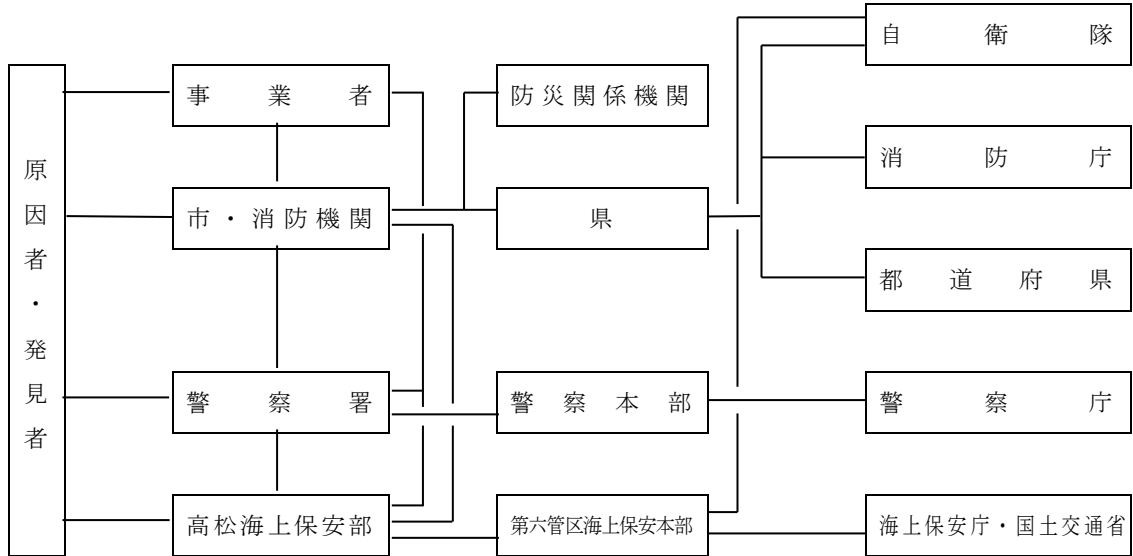 原因者・発見者
事業者
市・消防機関
警察署
高松海上保安部
防災関係機関
県
警察本部
第六管区海上保安本部
自衛隊
消防庁
都道府県
警察庁
海上保安庁・国土交通省